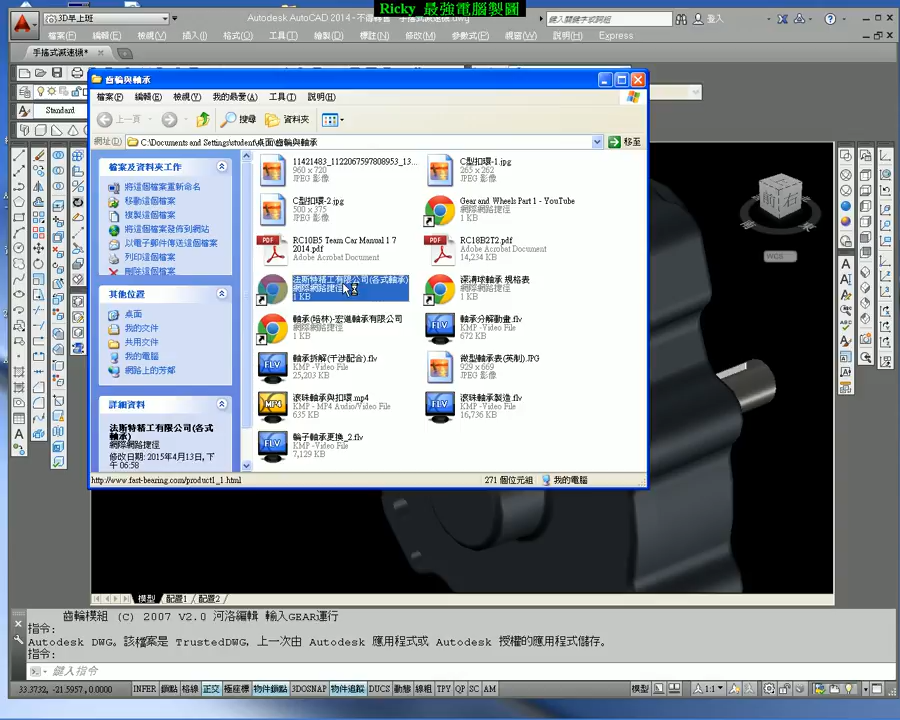 Ricky 最強電腦製圖
3D草上班
Autodesk AutoCAD 2014 - 不得轉售
手搖式減速機.dwg
鍵入關鍵字或詞組
登入
檔案(F) 編輯(E) 檢視(V) 插入(I) 格式(O) 工具(T) 繪製(D) 標註(N) 修改(M) 參數式(P) 視窗(W) 說明(H) Express
手搖式減速機*
Standard
齒輪與軸承
檔案(F) 編輯(E) 檢視(V) 我的最愛(A) 工具(T) 說明(H)
上一頁 搜尋 資料夾
網址(D) C:\Documents and Settings\student\桌面\齒輪與軸承 移至
檔案及資料夾工作
將這個檔案重新命名
移動這個檔案
複製這個檔案
將這個檔案發佈到網站
以電子郵件傳送這個檔案
列印這個檔案
刪除這個檔案
其他位置
桌面
我的文件
共用文件
我的電腦
網路上的芳鄰
詳細資料
法斯特精工有限公司(各式軸承)
網際網路捷徑
修改日期: 2015年4月13日, 下午 06:58
11421483_1122067597808953_13...
960 x 720
JPEG 影像
C型扣環-1.jpg
265 x 262
JPEG 影像
C型扣環-2.jpg
500 x 375
JPEG 影像
Gear and Wheels Part 1 - YouTube
網際網路捷徑
1 KB
RC10B5 Team Car Manual 1 7 2014.pdf
Adobe Acrobat Document
RC18B2T2.pdf
Adobe Acrobat Document
14,234 KB
法斯特精工有限公司(各式軸承)
網際網路捷徑
1 KB
深溝球軸承 規格表
網際網路捷徑
1 KB
軸承(培林)-宏進軸承有限公司
網際網路捷徑
1 KB
軸承分解動畫.flv
KMP - Video File
672 KB
軸承拆解(干涉配合).flv
KMP - Video File
25,203 KB
微型軸承表(英制).JPG
929 x 669
JPEG 影像
滾珠軸承與扣環.mp4
KMP - MP4 Audio/Video File
635 KB
滾珠軸承製造.flv
KMP - Video File
16,736 KB
輪子軸承更換_2.flv
KMP - Video File
7,129 KB
http://www.fast-bearing.com/product1_1.html 271 個位元組 我的電腦
WCS
模型 配置1 配置2
齒輪模組 (C) 2007 V2.0 河洛編輯 輸入GEAR運行
指令:
Autodesk DWG。該檔案是 TrustedDWG，上一次由 Autodesk 應用程式或 Autodesk 授權的應用程式儲存。
指令:
鍵入指令
33.3732, -21.5957, 0.0000 INFER 鎖點 格線 正交 極座標 物件鎖點 3DOSNAP 物件追蹤 DUCS 動態 線粗 TPY QP SC AM 模型 1:1